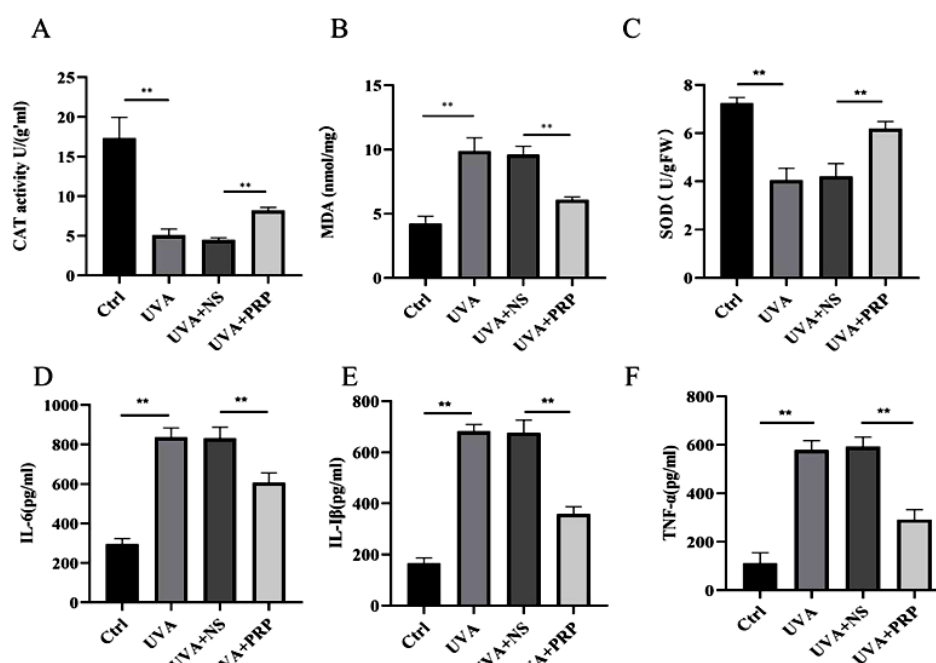 A
B
C
CAT activity U/(g'ml)
25
20
15
10
5
0
**
**
Ctrl
UVA
UVA+NS
UVA+PRP
MDA (nmol/mg)
15
10
5
0
**
**
Ctrl
UVA
UVA+NS
UVA+PRP
SOD( U/gFW)
8
6
4
2
0
**
**
Ctrl
UVA
UVA+NS
UVA+PRP
D
E
F
IL-6(pg/ml)
1000
800
600
400
200
0
**
**
Ctrl
UVA
UVA+NS
IL-Iβ(pg/ml)
800
600
400
200
0
**
**
Ctrl
UVA
UVA+NS
TNF-α(pg/ml)
800
600
400
200
0
**
**
Ctrl
UVA
UVA+NS
UVA+PRP